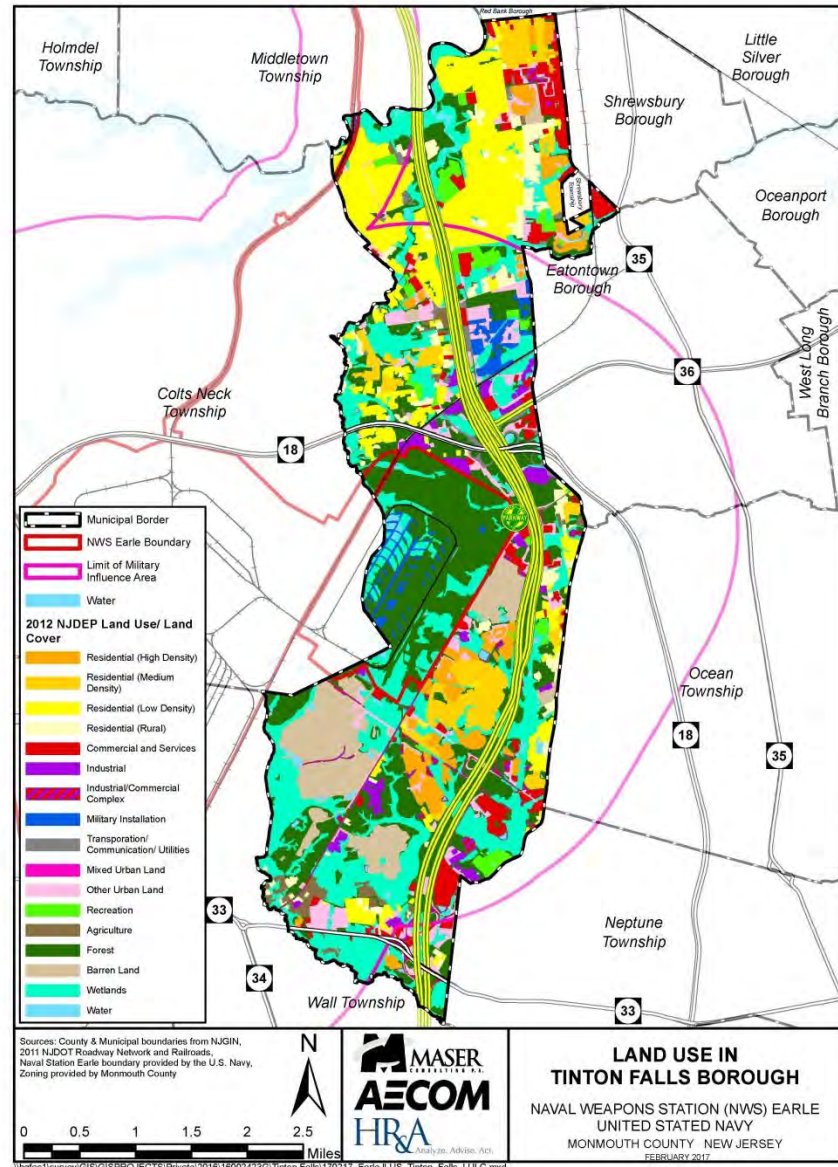 Red Bank Borough
Holmdel
Township
Middletown
Township
Little
Silver
Borough
Shrewsbury
Borough
Shrewsbury
Township
Oceanport
Borough
Eatontown
Borough
35
36
West Long
Branch Borough
Colts Neck
Township
18
PARKWAY
Ocean
Township
18
35
Neptune
Township
33
34
Wall Township
33
Municipal Border
NWS Earle Boundary
Limit of Military
Influence Area
Water
2012 NJDEP Land Use/ Land
Cover
Residential (High Density)
Residential (Medium
Density)
Residential (Low Density)
Residential (Rural)
Commercial and Services
Industrial
Industrial/Commercial
Complex
Military Installation
Transporation/
Communication/ Utilities
Mixed Urban Land
Other Urban Land
Recreation
Agriculture
Forest
Barren Land
Wetlands
Water
Sources: County & Municipal boundaries from NJGIN,
2011 NJDOT Roadway Network and Railroads,
Naval Station Earle boundary provided by the U.S. Navy,
Zoning provided by Monmouth County
N
0 0.5 1 1.5 2 2.5
Miles
MASER
CONSULTING P.A.
AECOM
HR&A
Analyze. Advise. Act.
LAND USE IN
TINTON FALLS BOROUGH
NAVAL WEAPONS STATION (NWS) EARLE
UNITED STATED NAVY
MONMOUTH COUNTY NEW JERSEY
FEBRUARY 2017